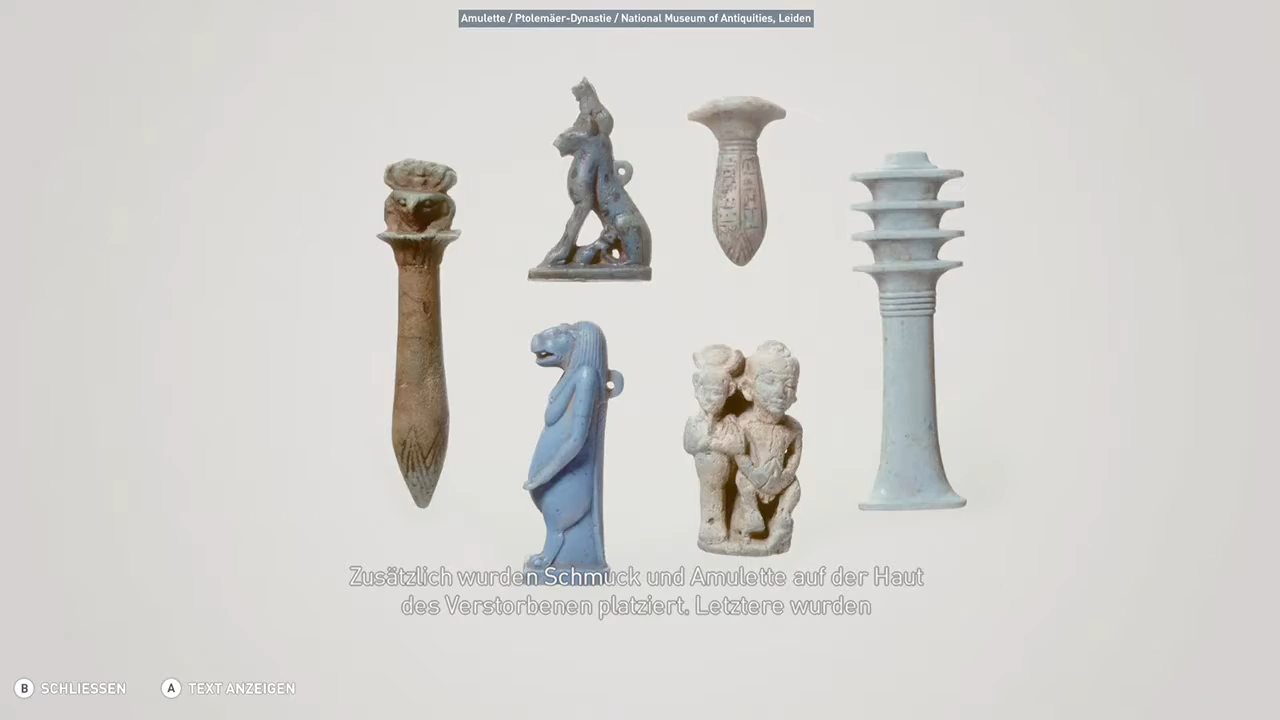 Amulette / Ptolemäer-Dynastie / National Museum of Antiquities, Leiden
Zusätzlich wurden Schmuck und Amulette auf der Haut
des Verstorbenen platziert. Letztere wurden
B SCHLIESSEN
A TEXT ANZEIGEN